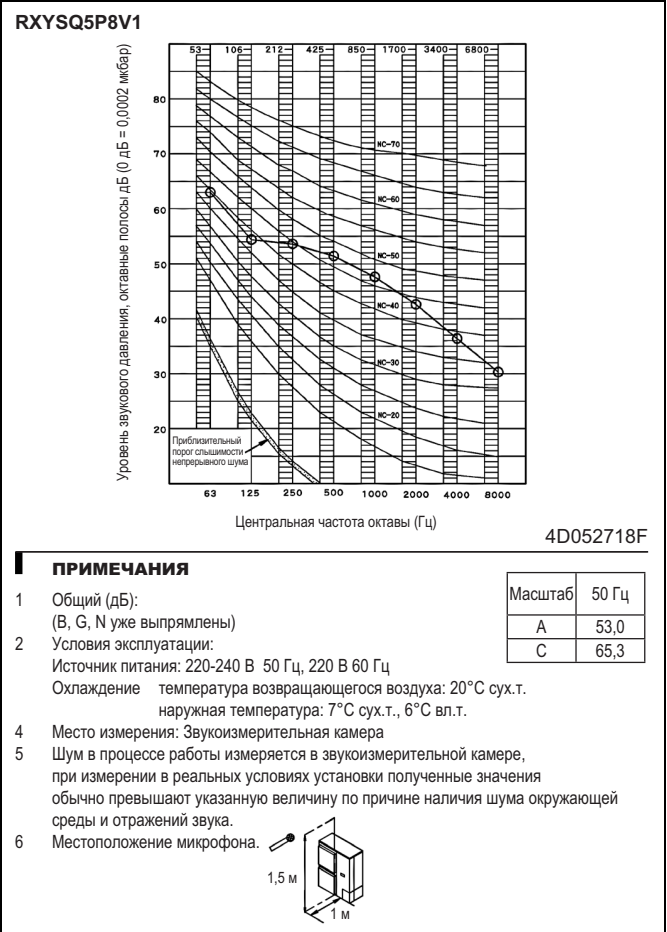 RXYSQ5P8V1
Уровень звукового давления, октавные полосы дБ (0 дБ = 0,0002 мкбар)
53 106 212 425 850 1700 3400 6800
80
70
60
50
40
30
20
NC-70
NC-60
NC-50
NC-40
NC-30
NC-20
Приблизительный
порог слышимости
непрерывного шума
63 125 250 500 1000 2000 4000 8000
Центральная частота октавы (Гц)
4D052718F
ПРИМЕЧАНИЯ
1 Общий (дБ):
(B, G, N уже выпрямлены)
Масштаб 50 Гц
A 53,0
C 65,3
2 Условия эксплуатации:
Источник питания: 220-240 В 50 Гц, 220 В 60 Гц
Охлаждение температура возвращающегося воздуха: 20°C сух.т.
наружная температура: 7°C сух.т., 6°C вл.т.
4 Место измерения: Звукоизмерительная камера
5 Шум в процессе работы измеряется в звукоизмерительной камере,
при измерении в реальных условиях установки полученные значения
обычно превышают указанную величину по причине наличия шума окружающей
среды и отражений звука.
6 Местоположение микрофона.
1,5 м
1 м